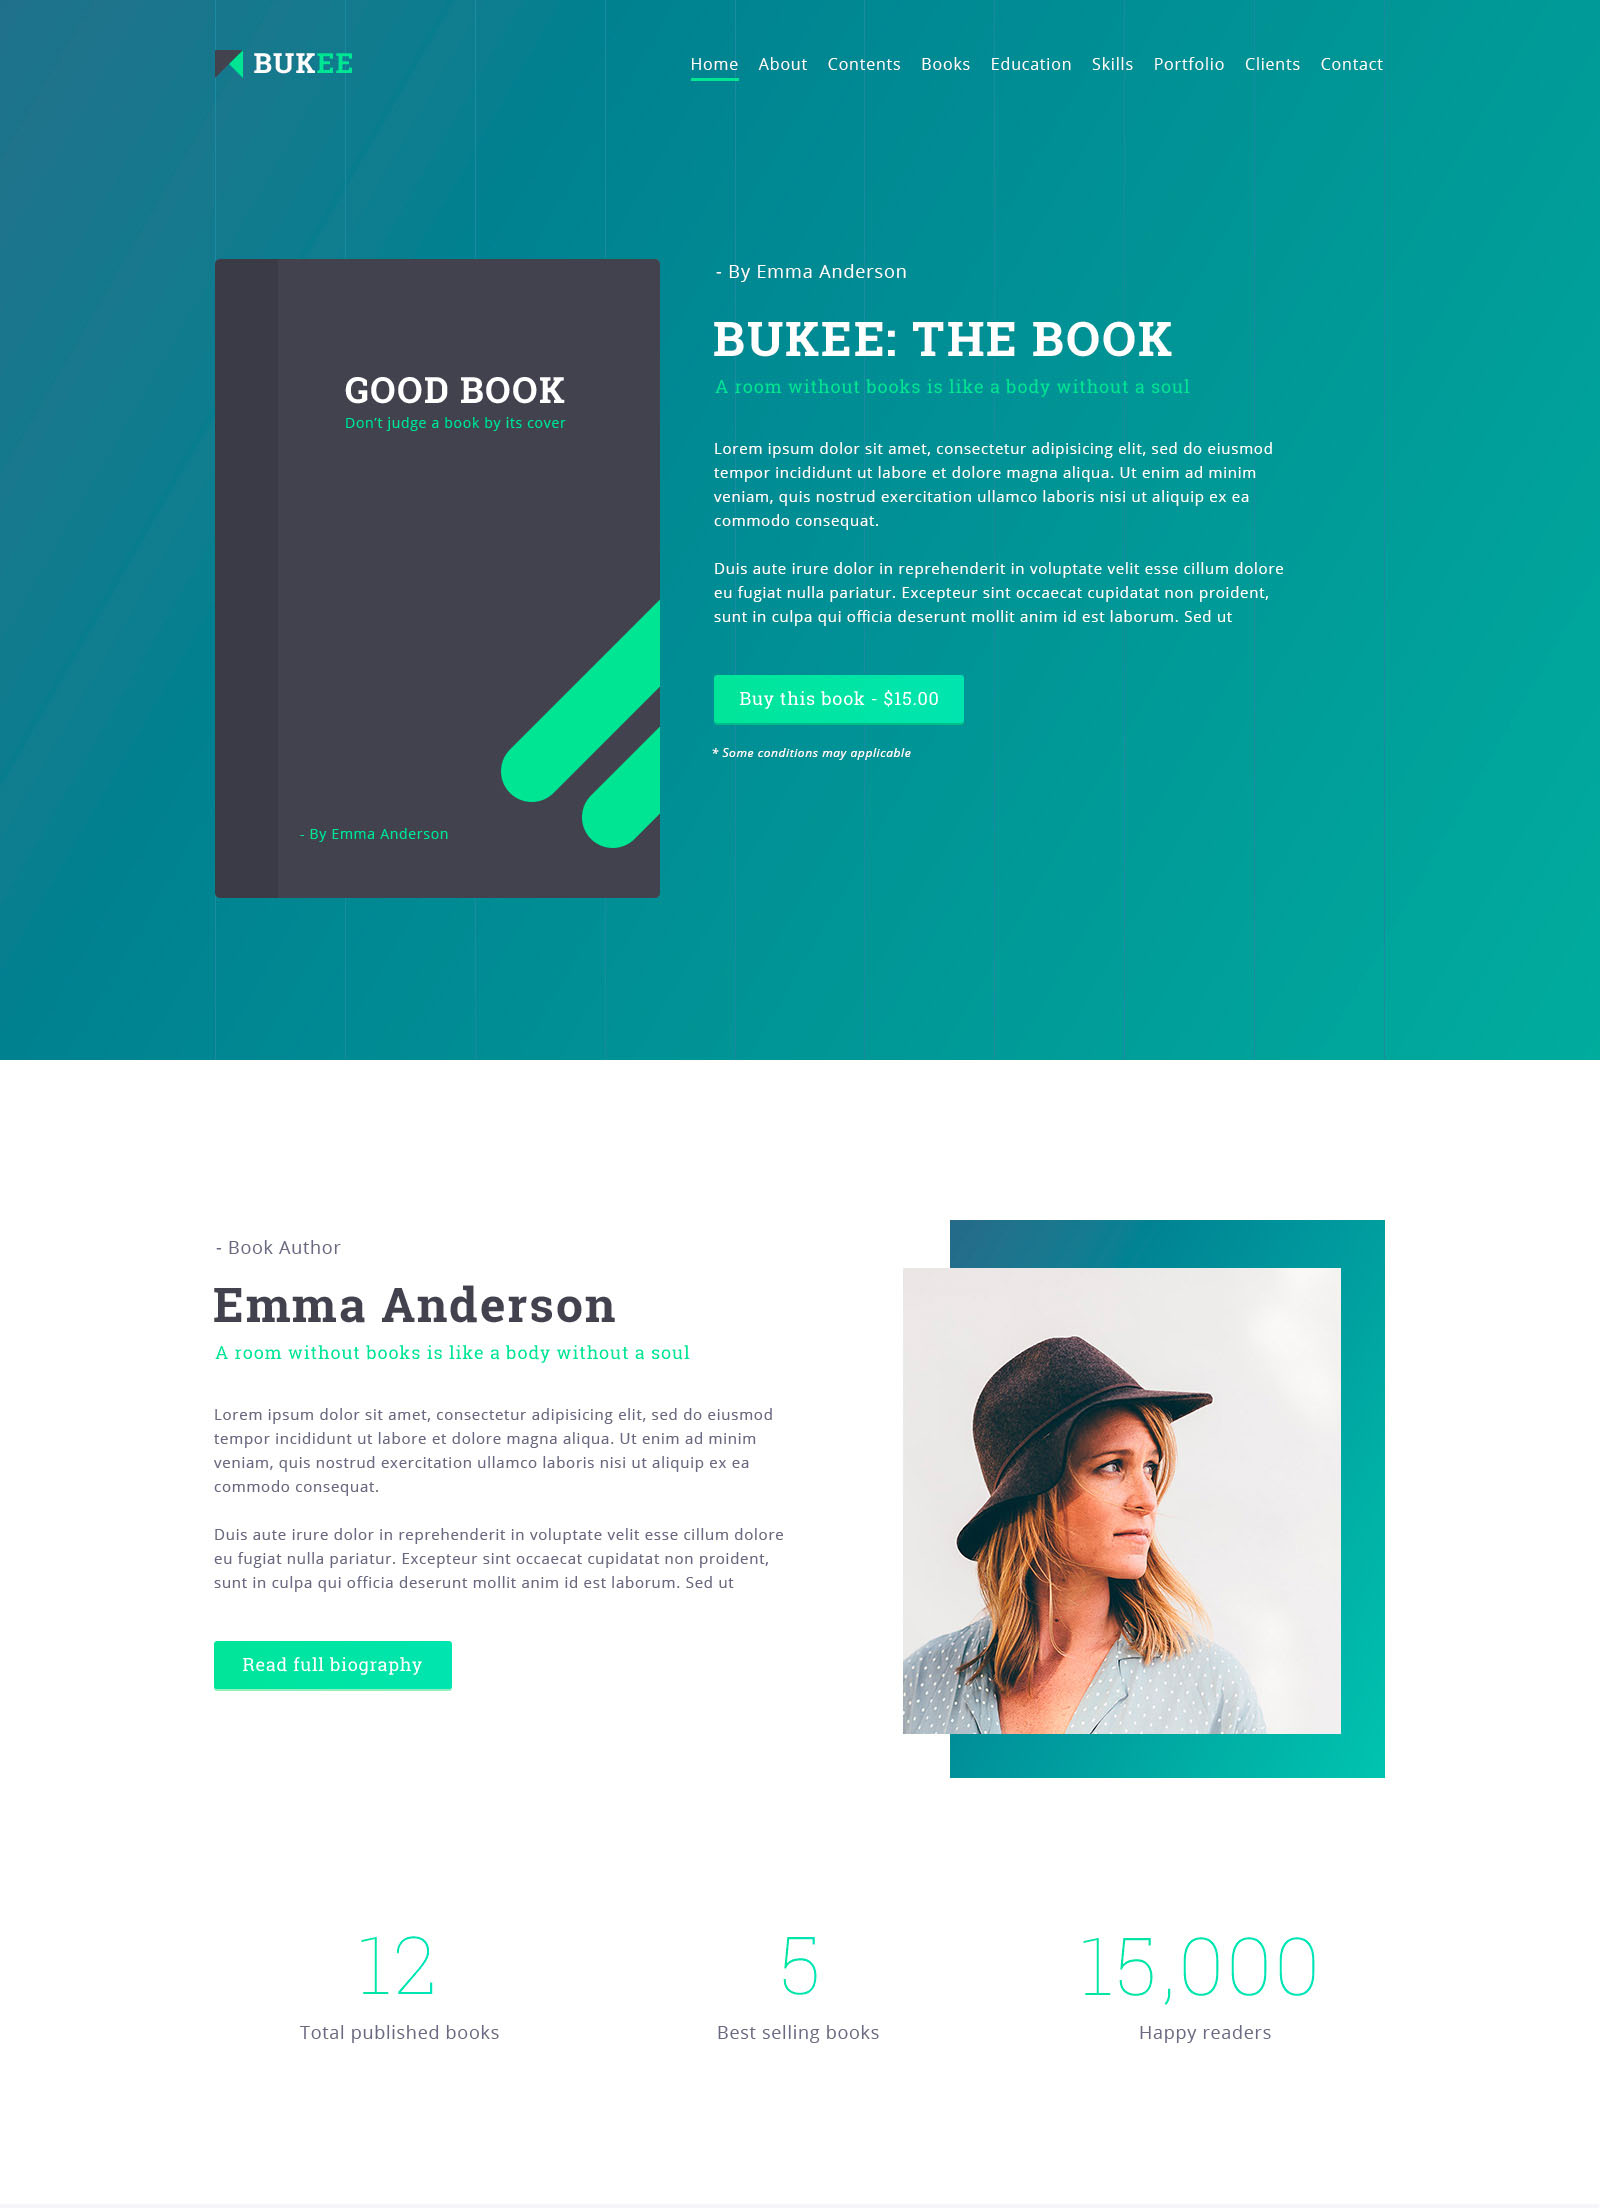 BUKEE
Home About Contents Books Education Skills Portfolio Clients Contact
GOOD BOOK
Don't judge a book by its cover
- By Emma Anderson
- By Emma Anderson
BUKEE: THE BOOK
A room without books is like a body without a soul
Lorem ipsum dolor sit amet, consectetur adipisicing elit, sed do eiusmod
tempor incididunt ut labore et dolore magna aliqua. Ut enim ad minim
veniam, quis nostrud exercitation ullamco laboris nisi ut aliquip ex ea
commodo consequat.
Duis aute irure dolor in reprehenderit in voluptate velit esse cillum dolore
eu fugiat nulla pariatur. Excepteur sint occaecat cupidatat non proident,
sunt in culpa qui officia deserunt mollit anim id est laborum. Sed ut
Buy this book - $15.00
* Some conditions may applicable
- Book Author
Emma Anderson
A room without books is like a body without a soul
Lorem ipsum dolor sit amet, consectetur adipisicing elit, sed do eiusmod
tempor incididunt ut labore et dolore magna aliqua. Ut enim ad minim
veniam, quis nostrud exercitation ullamco laboris nisi ut aliquip ex ea
commodo consequat.
Duis aute irure dolor in reprehenderit in voluptate velit esse cillum dolore
eu fugiat nulla pariatur. Excepteur sint occaecat cupidatat non proident,
sunt in culpa qui officia deserunt mollit anim id est laborum. Sed ut
Read full biography
12
Total published books
5
Best selling books
15,000
Happy readers